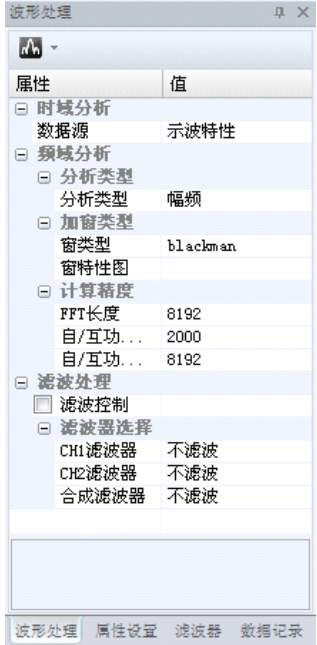 波形处理
属性 值
时域分析
数据源 示波特性
频域分析
分析类型
分析类型 幅频
加窗类型
窗类型 blackman
窗特性图
计算精度
FFT长度 8192
自/互功... 2000
自/互功... 8192
滤波处理
滤波控制
滤波器选择
CH1滤波器 不滤波
CH2滤波器 不滤波
合成滤波器 不滤波
波形处理 属性设置 滤波器 数据记录